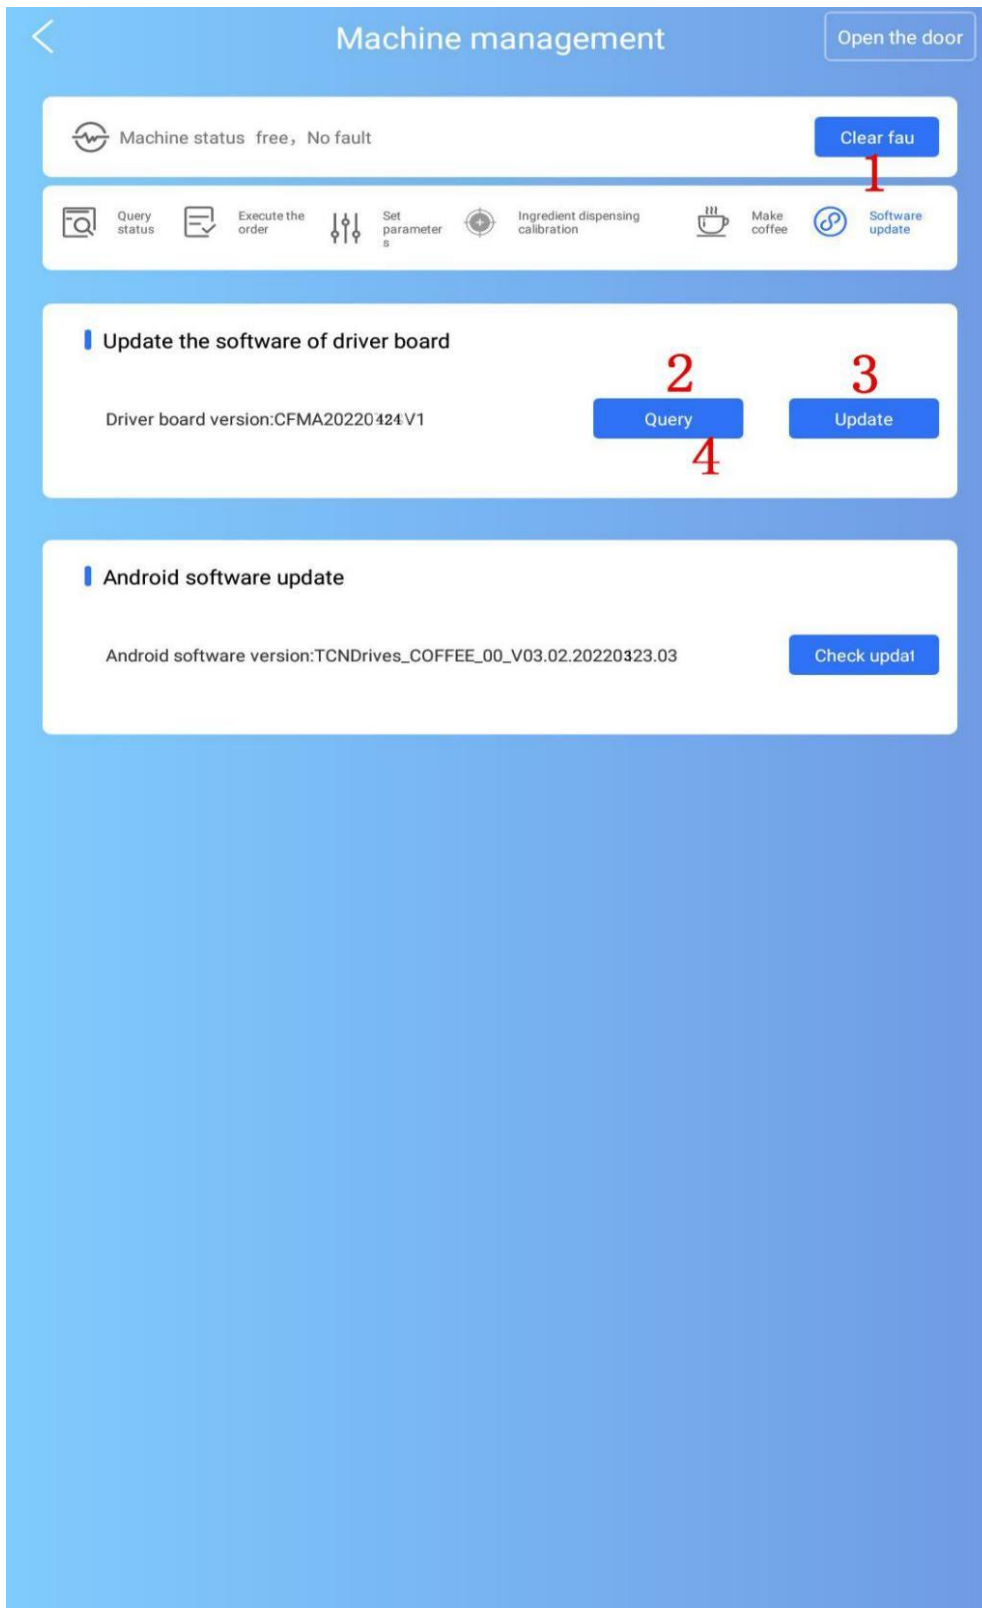 Machine management
Open the door
Machine status free，No fault
Clear fau
1
Query
status
Execute the
order
Set
parameter
s
Ingredient dispensing
calibration
Make
coffee
Software
update
Update the software of driver board
2
3
Driver board version:CFMA20220424V1
Query
Update
4
Android software update
Android software version:TCNDrives_COFFEE_00_V03.02.20220323.03
Check updat